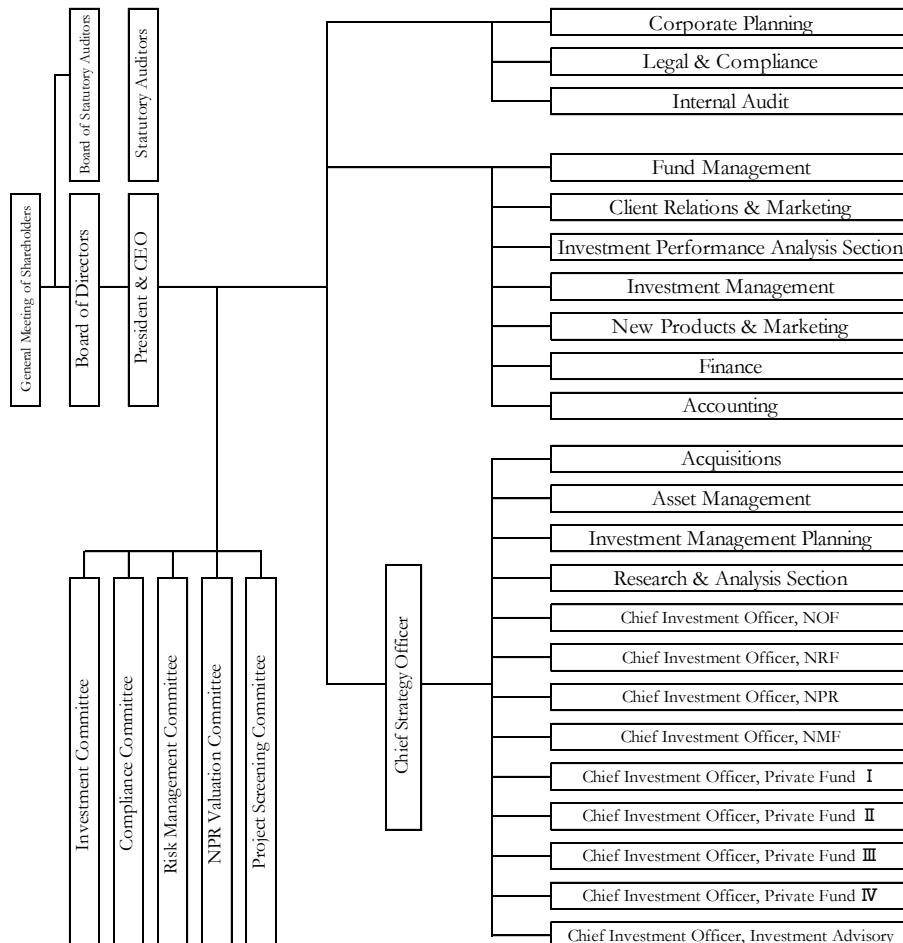 General Meeting of Shareholders
Board of Statutory Auditors
Board of Directors
Statutory Auditors
President & CEO
Investment Committee
Compliance Committee
Risk Management Committee
NPR Valuation Committee
Project Screening Committee
Chief Strategy Officer
Corporate Planning
Legal & Compliance
Internal Audit
Fund Management
Client Relations & Marketing
Investment Performance Analysis Section
Investment Management
New Products & Marketing
Finance
Accounting
Acquisitions
Asset Management
Investment Management Planning
Research & Analysis Section
Chief Investment Officer, NOF
Chief Investment Officer, NRF
Chief Investment Officer, NPR
Chief Investment Officer, NMF
Chief Investment Officer, Private Fund Ⅰ
Chief Investment Officer, Private Fund Ⅱ
Chief Investment Officer, Private Fund Ⅲ
Chief Investment Officer, Private Fund Ⅳ
Chief Investment Officer, Investment Advisory